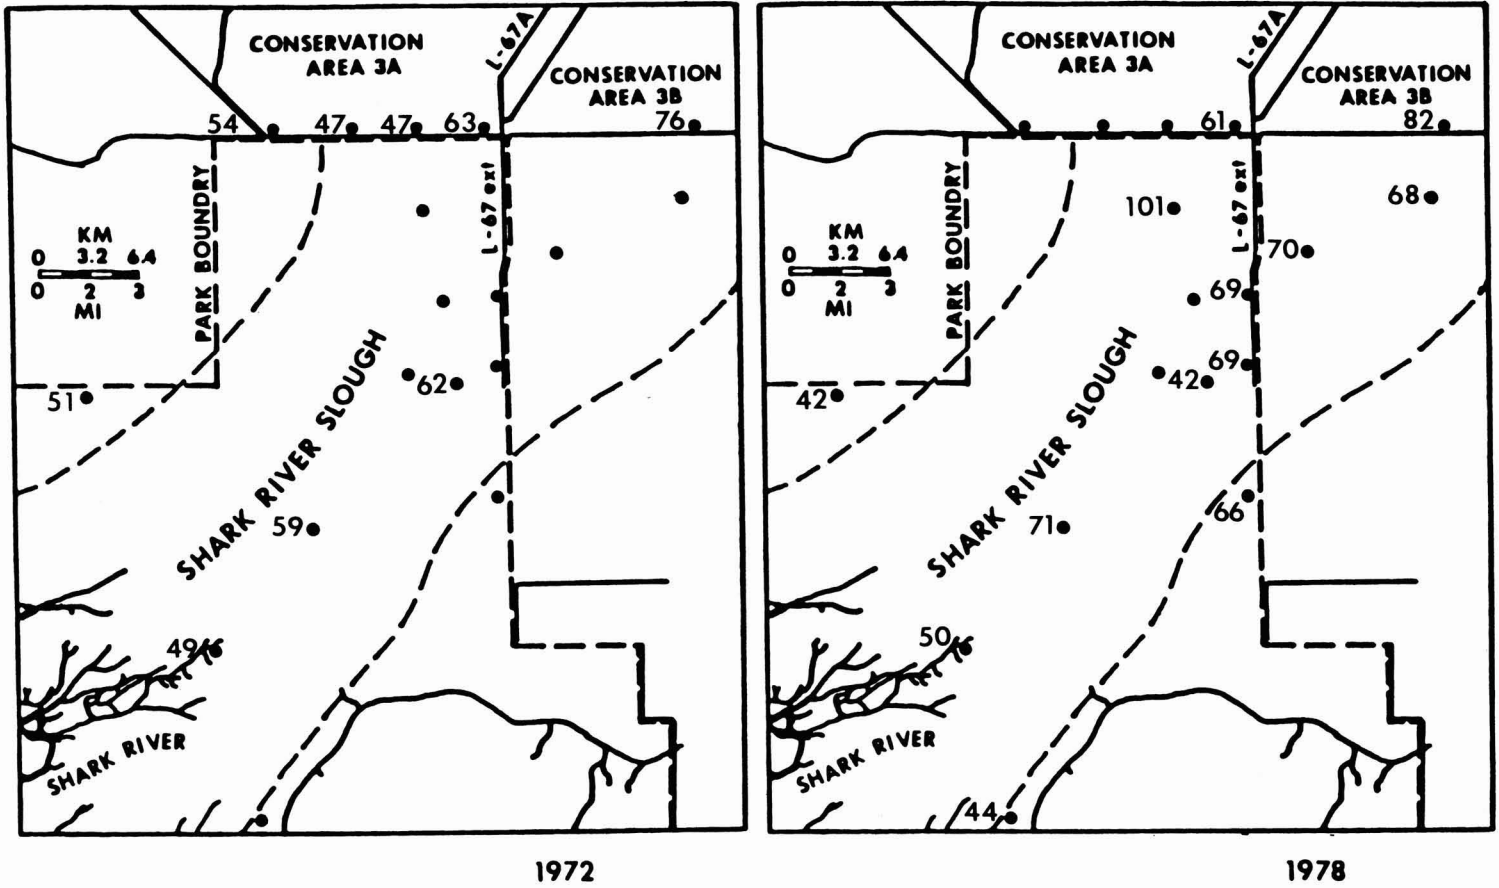 CONSERVATION
AREA 3A
L-67A
CONSERVATION
AREA 3B
54
47
47
63
76
PARK BOUNDRY
L-67 ext
KM
0 3.2 6.4
0 2 3
MI
SHARK RIVER SLOUGH
62
51
59
49
SHARK RIVER
1972
CONSERVATION
AREA 3A
L-67A
CONSERVATION
AREA 3B
61
82
PARK BOUNDRY
L-67 ext
101
68
70
KM
0 3.2 6.4
0 2 3
MI
69
69
42
42
SHARK RIVER SLOUGH
66
71
50
SHARK RIVER
44
1978